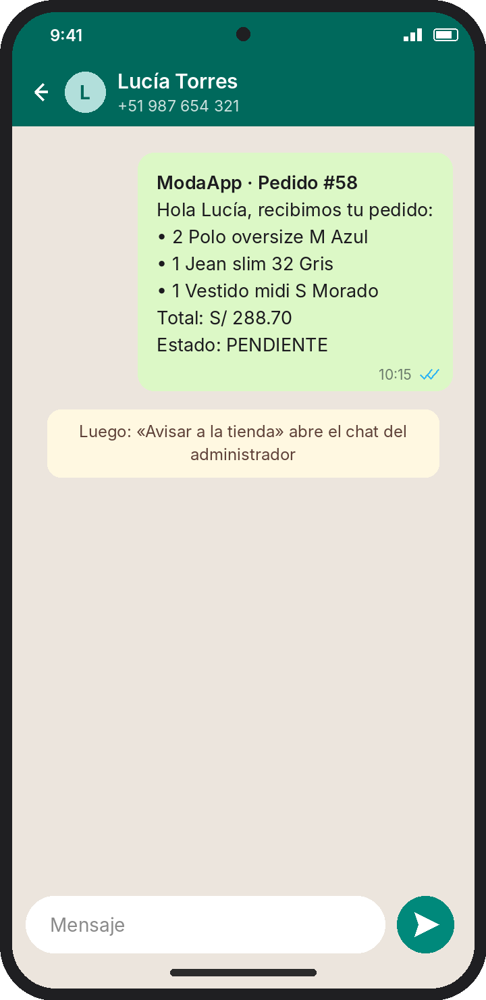 9:41
L
Lucía Torres
+51 987 654 321
ModaApp · Pedido #58
Hola Lucía, recibimos tu pedido:
• 2 Polo oversize M Azul
• 1 Jean slim 32 Gris
• 1 Vestido midi S Morado
Total: S/ 288.70
Estado: PENDIENTE
10:15
Luego: «Avisar a la tienda» abre el chat del
administrador
Mensaje